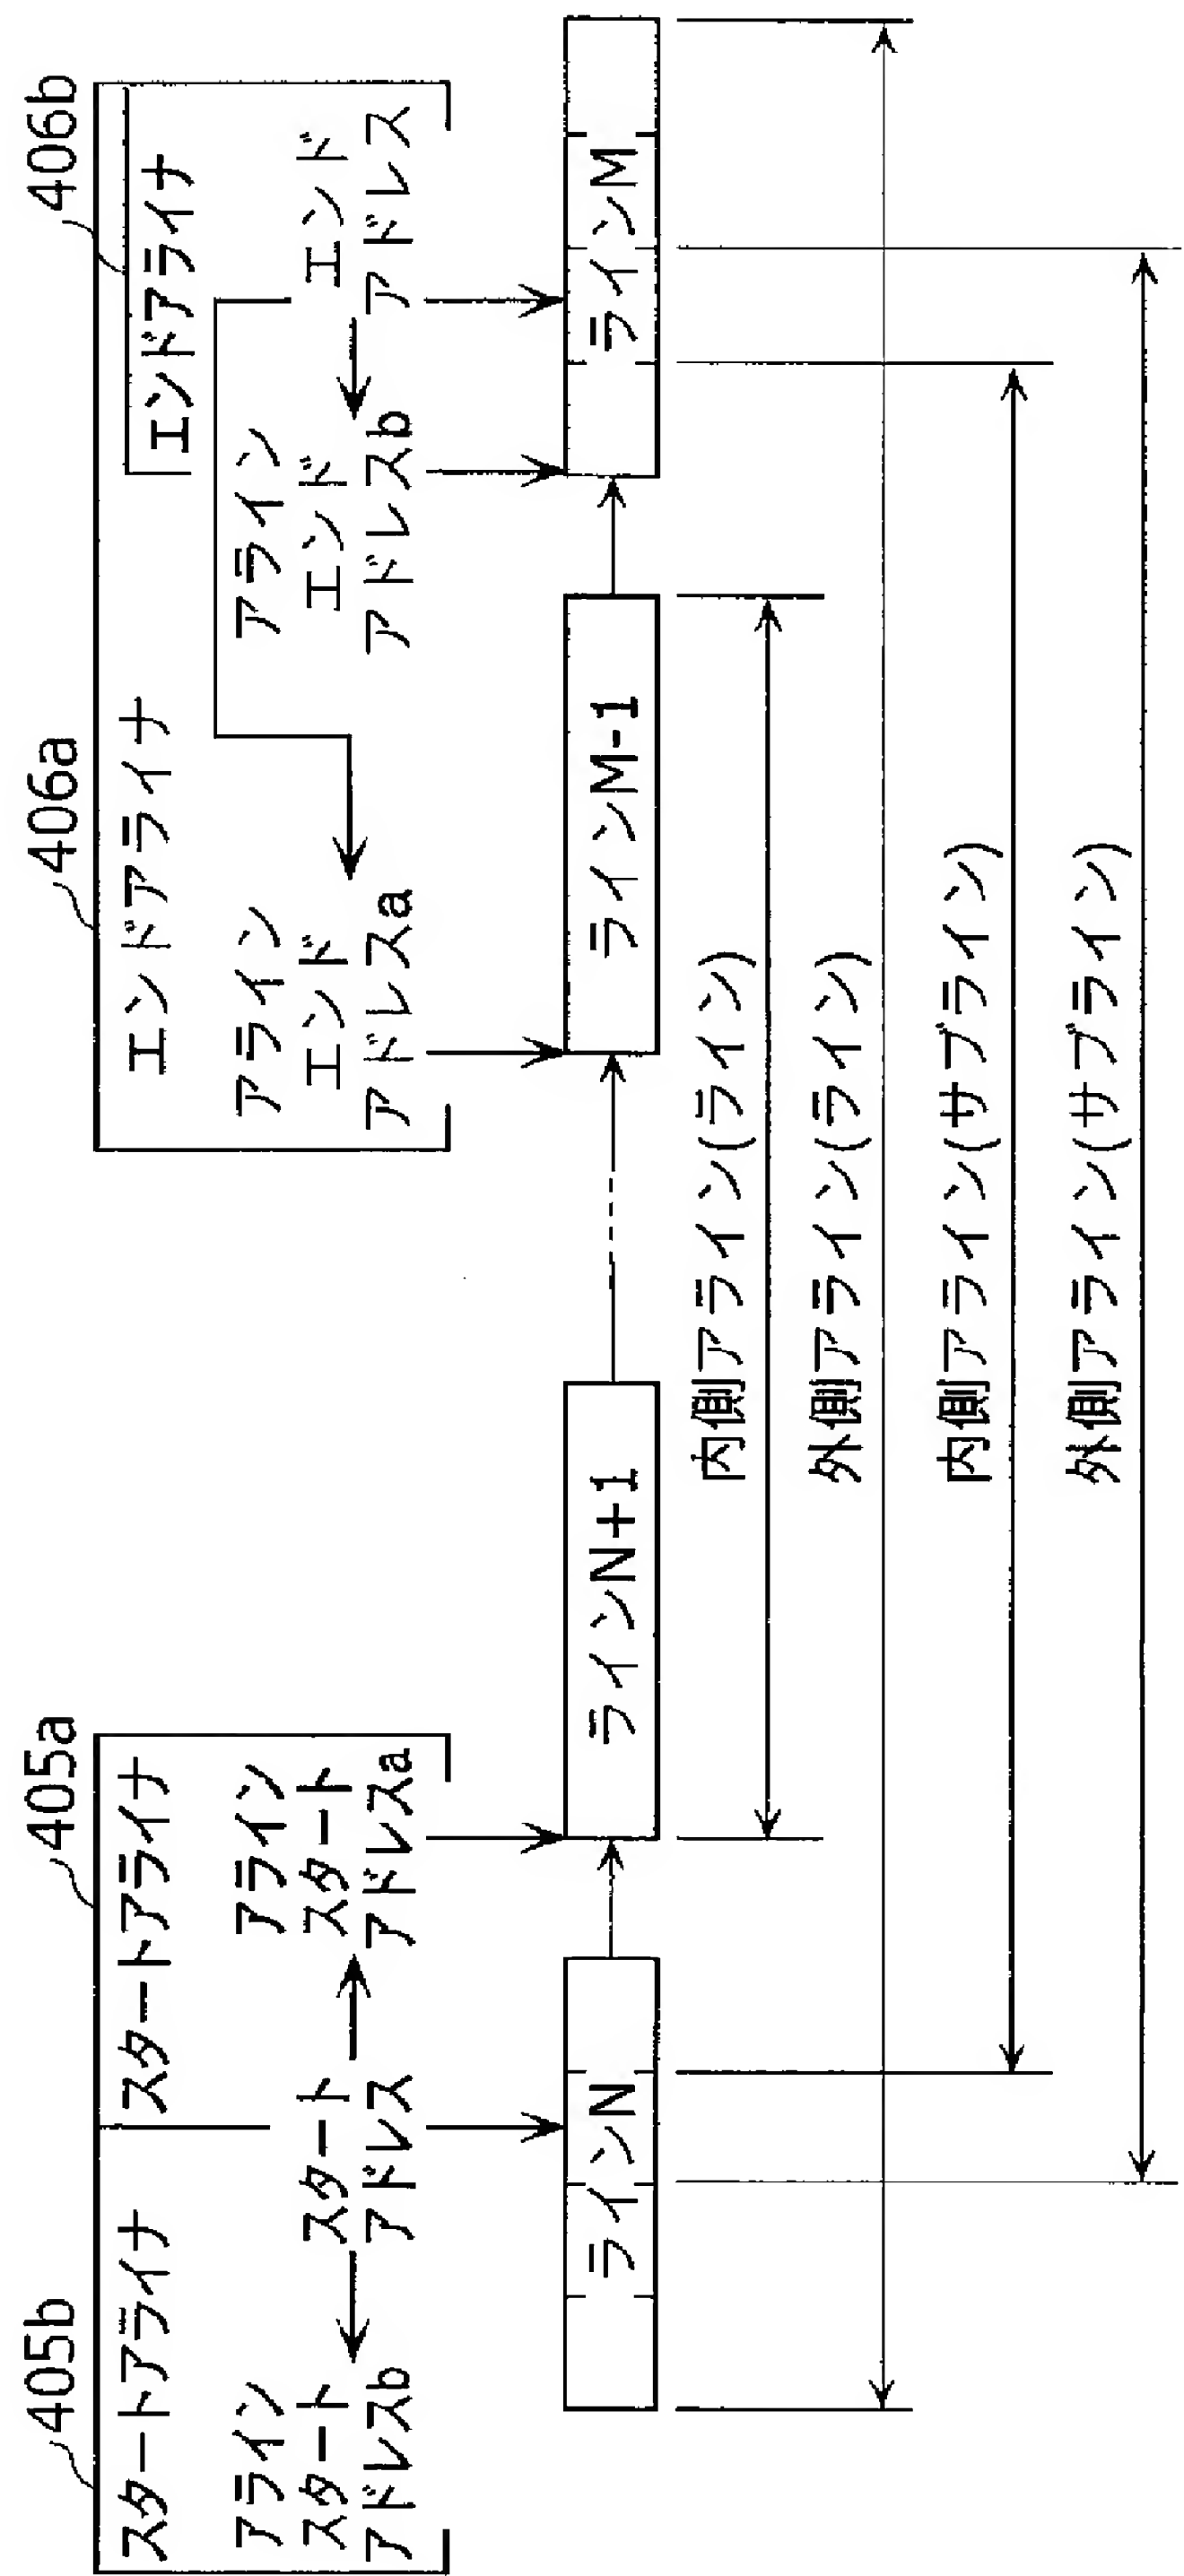 405b
405a
406a
406b
スタートアライナ
スタートアライナ
エンドアライナ
エンドアライナ
アライン
スタート
アドレスb
スタート
アドレス
アライン
スタート
アドレスa
アライン
エンド
アドレスa
アライン
エンド
アドレスb
エンド
アドレス
ラインN
ラインN+1
ラインM-1
ラインM
内側アライン(ライン)
外側アライン(ライン)
内側アライン(サブライン)
外側アライン(サブライン)